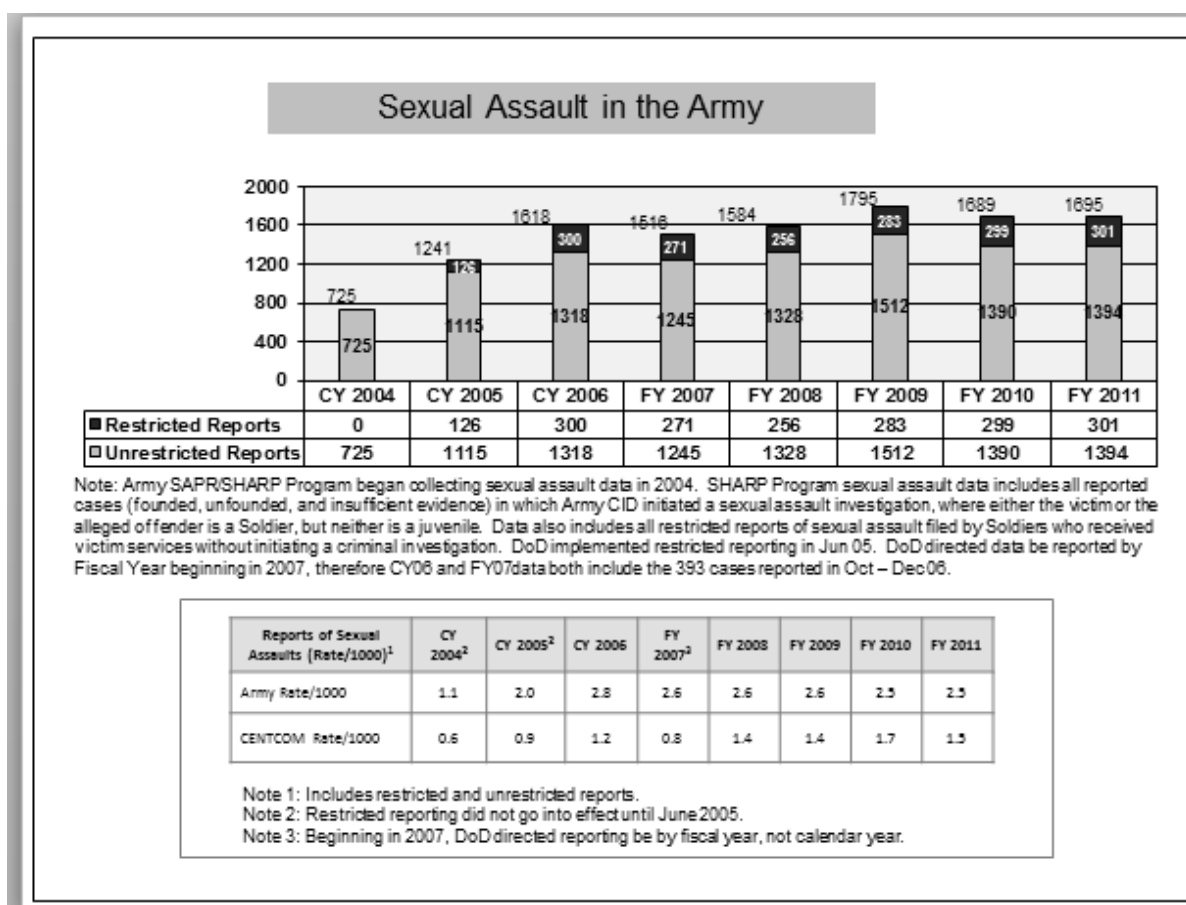 Sexual Assault in the Army
2000
1600
1200
800
400
0
725
1241
1618
1516
1584
1795
1689
1695
126
300
271
256
283
299
301
725
1115
1318
1245
1328
1512
1390
1394
CY 2004 CY 2005 CY 2006 FY 2007 FY 2008 FY 2009 FY 2010 FY 2011
Restricted Reports 0 126 300 271 256 283 299 301
Unrestricted Reports 725 1115 1318 1245 1328 1512 1390 1394
Note: Army SAPR/SHARP Program began collecting sexual assault data in 2004. SHARP Program sexual assault data includes all reported
cases (founded, unfounded, and insufficient evidence) in which Army CID initiated a sexual assault investigation, where either the victim or the
alleged offender is a Soldier, but neither is a juvenile. Data also includes all restricted reports of sexual assault filed by Soldiers who received
victim services without initiating a criminal investigation. DoD implemented restricted reporting in Jun 05. DoD directed data be reported by
Fiscal Year beginning in 2007, therefore CY06 and FY07 data both include the 393 cases reported in Oct – Dec 06.
Reports of Sexual
Assaults (Rate/1000)¹
CY
2004²
CY 2005² CY 2006
FY
2007³
FY 2008 FY 2009 FY 2010 FY 2011
Army Rate/1000 1.1 2.0 2.8 2.6 2.6 2.6
CENTCOM Rate/1000 0.6 0.9 1.2 0.8 1.4 1.4 1.7
Note 1: Includes restricted and unrestricted reports.
Note 2: Restricted reporting did not go into effect until June 2005.
Note 3: Beginning in 2007, DoD directed reporting be by fiscal year, not calendar year.